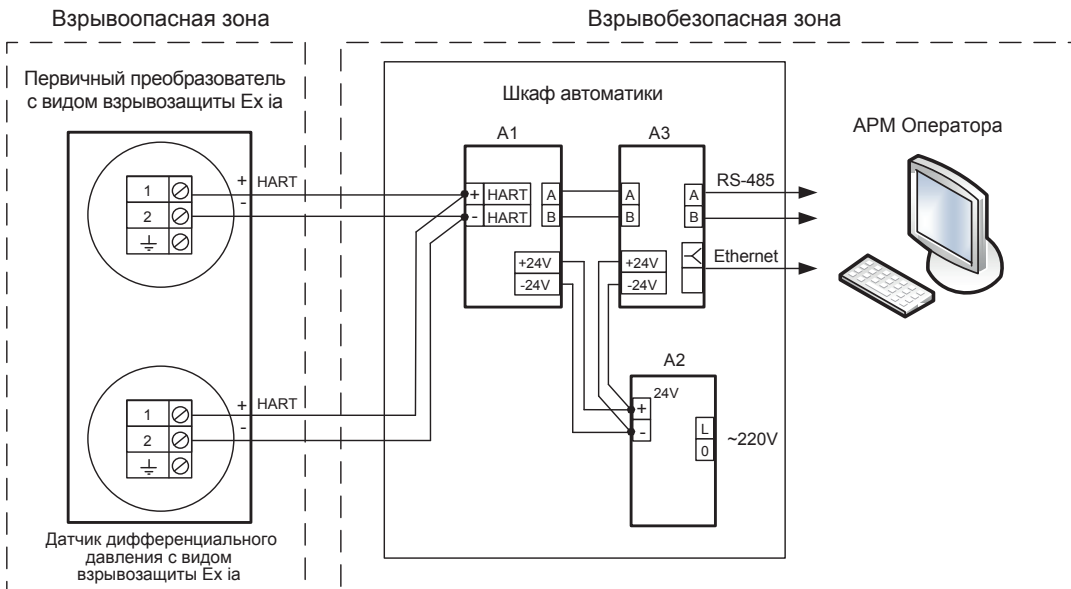 Взрывоопасная зона
Взрывобезопасная зона
Первичный преобразователь
с видом взрывозащиты Ex ia
1
2
+ HART
-
1
2
+ HART
-
Датчик дифференциального
давления с видом
взрывозащиты Ex ia
Шкаф автоматики
A1
+ HART A
- HART B
+24V
-24V
A3
A A
B B
+24V
-24V
RS-485
Ethernet
A2
24V
+
-
L
0
~220V
АРМ Оператора